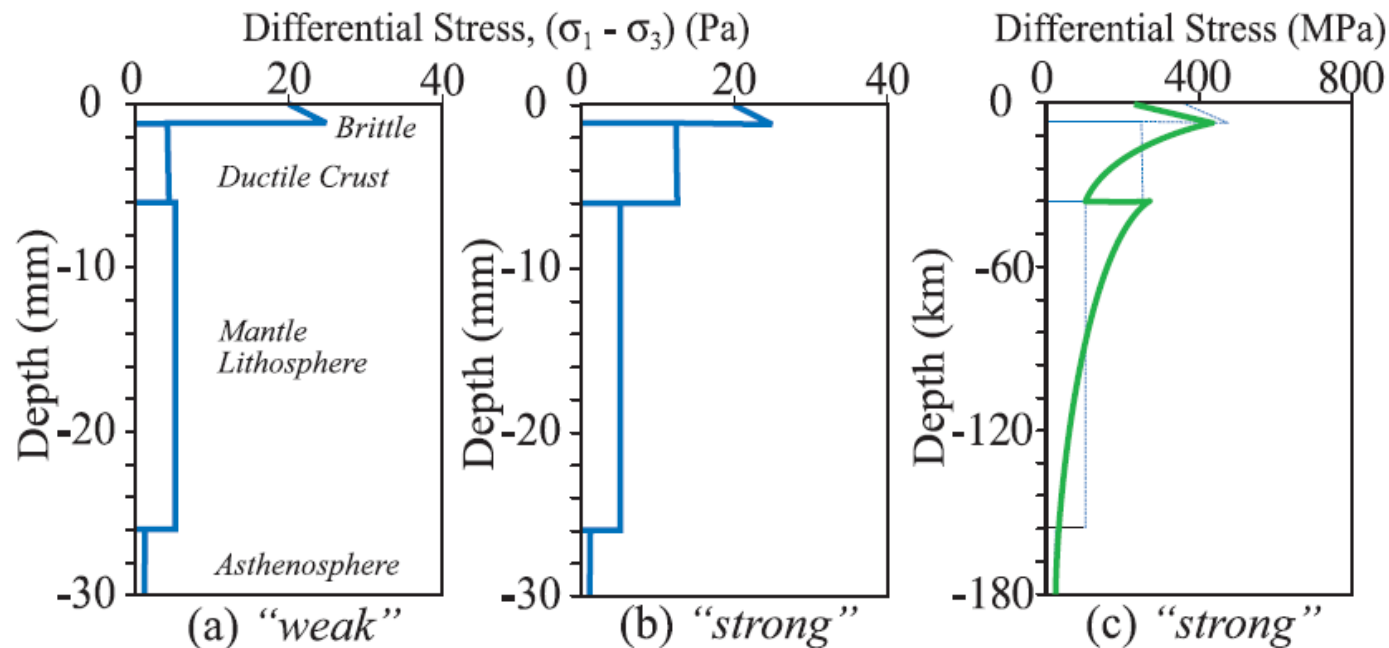 Differential Stress, (σ₁ - σ₃) (Pa)
0 20 40
0
-10
-20
-30
Depth (mm)
Brittle
Ductile Crust
Mantle
Lithosphere
Asthenosphere
(a) "weak"
0 20 40
0
-10
-20
-30
Depth (mm)
(b) "strong"
Differential Stress (MPa)
0 400 800
0
-60
-120
-180
Depth (km)
(c) "strong"